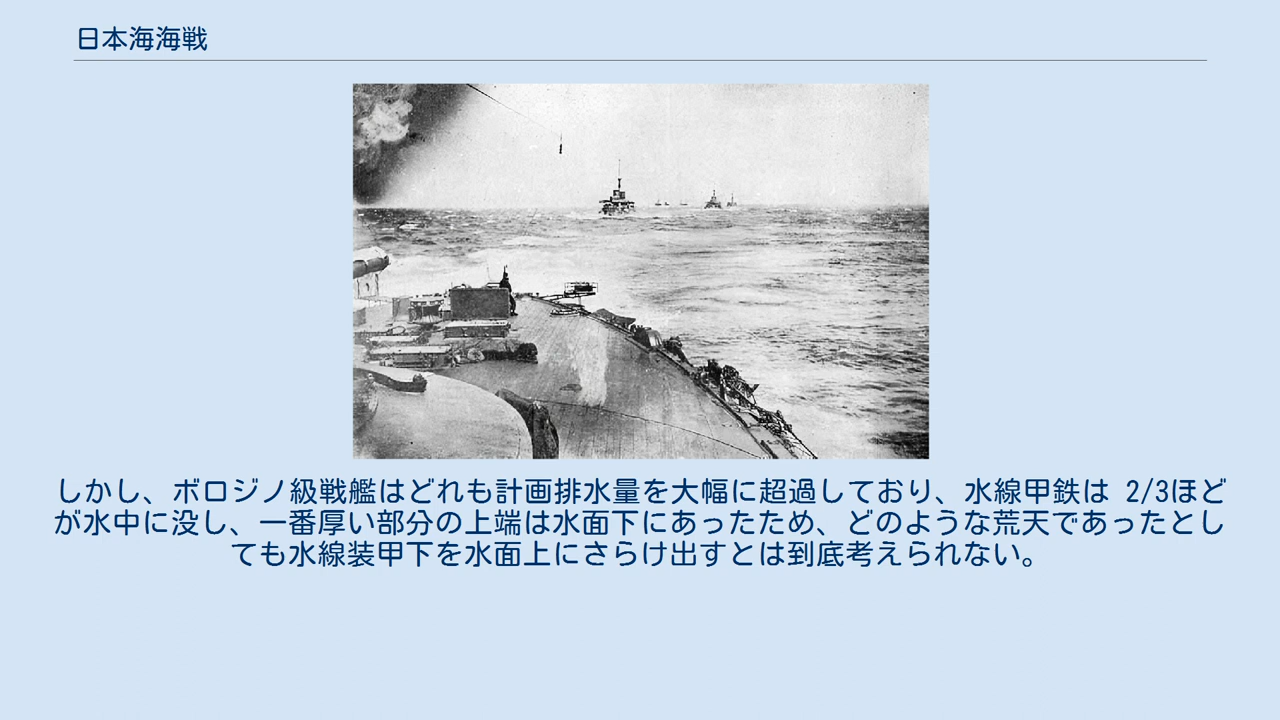 日本海海戦
しかし、ボロジノ級戦艦はどれも計画排水量を大幅に超過しており、水線甲鉄は 2/3ほど
が水中に没し、一番厚い部分の上端は水面下にあったため、どのような荒天であったとし
ても水線装甲下を水面上にさらけ出すとは到底考えられない。